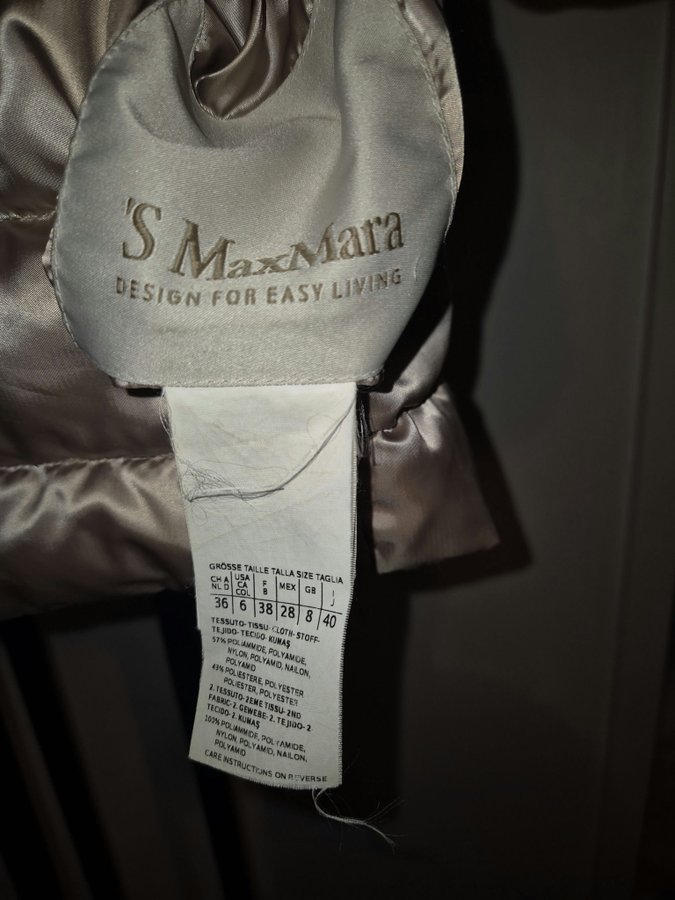 'S MaxMara
DESIGN FOR EASY LIVING
GRÖSSE TAILLE TALLA SIZE TAGLIA
CH A NL D | USA CA COL | F B | MEX | GB | I J
36 | 6 | 38 | 28 | 8 | 40
TESSUTO-TISSU-CLOTH-STOFF-
TEJIDO-TECIDO-KUMAŞ
57% POLIAMMIDE, POLYAMIDE,
NYLON, POLYAMID, NAILON,
POLYAMID
43% POLIESTERE, POLYESTER
POLIESTER, POLYESTER
2. TESSUTO-2EME TISSU-2ND
FABRIC-2. GEWEBE-2. TEJIDO-2.
TECIDO-2. KUMAŞ
100% POLIAMMIDE, POLYAMIDE,
NYLON, POLYAMID, NAILON,
POLYAMID
CARE INSTRUCTIONS ON REVERSE